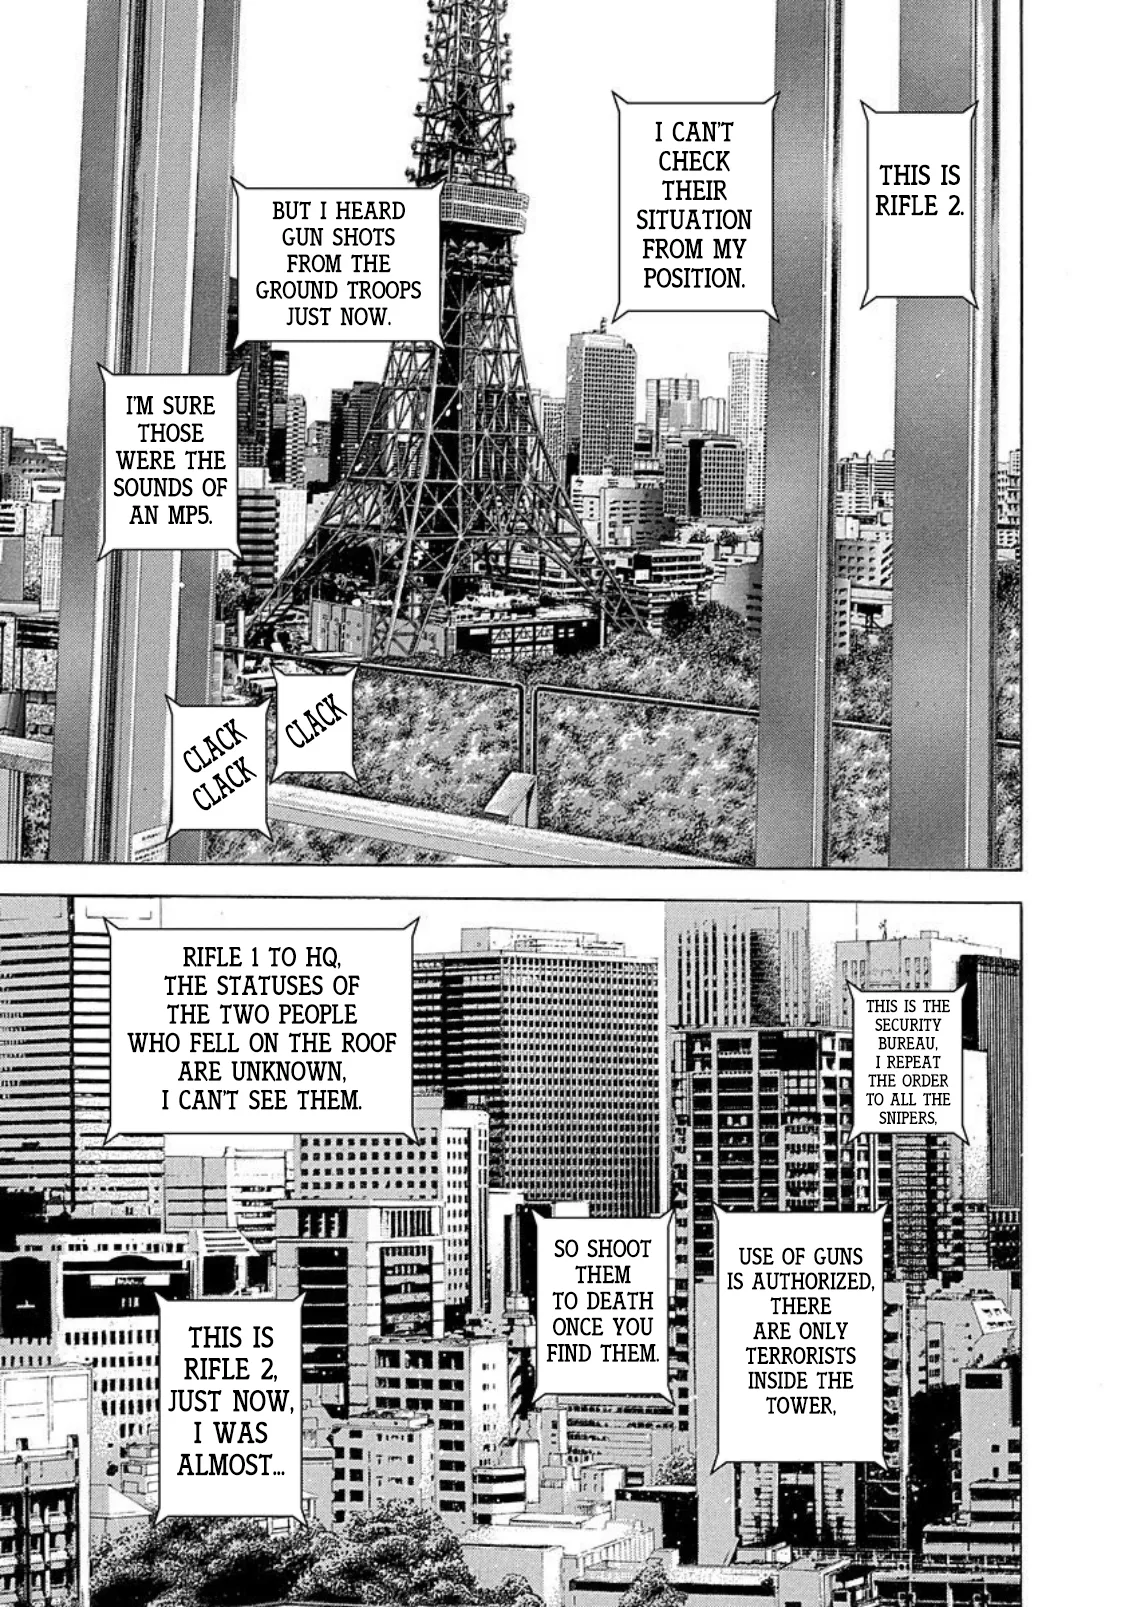 THIS IS
RIFLE 2.
I CAN'T
CHECK
THEIR
SITUATION
FROM MY
POSITION.
BUT I HEARD
GUN SHOTS
FROM THE
GROUND TROOPS
JUST NOW.
I'M SURE
THOSE
WERE THE
SOUNDS OF
AN MP5.
CLACK
CLACK
CLACK
THIS IS THE
SECURITY
BUREAU,
I REPEAT
THE ORDER
TO ALL THE
SNIPERS,
USE OF GUNS
IS AUTHORIZED,
THERE
ARE ONLY
TERRORISTS
INSIDE THE
TOWER,
SO SHOOT
THEM
TO DEATH
ONCE YOU
FIND THEM.
RIFLE 1 TO HQ,
THE STATUSES OF
THE TWO PEOPLE
WHO FELL ON THE ROOF
ARE UNKNOWN,
I CAN'T SEE THEM.
THIS IS
RIFLE 2,
JUST NOW,
I WAS
ALMOST...